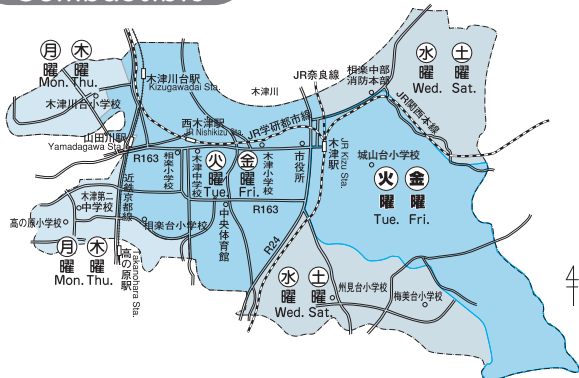 Combustible
月 木
曜 曜
Mon. Thu.
木津川台駅
Kizugawadai Sta.
木津川台小学校
木津川
JR奈良線
相楽中部
消防本部
水 土
曜 曜
Wed. Sat.
西木津駅
JR Nishikizu Sta.
JR学研都市線
JR関西本線
山田川駅
Yamadagawa Sta.
R163
相楽小学校
木津中学校
火 金
曜 曜
Tue. Fri.
木津小学校
市役所
木津駅
JR Kizu Sta.
城山台小学校
火 金
曜 曜
Tue. Fri.
近鉄京都線
木津第二
中学校
高の原小学校
相楽台小学校
中央体育館
R163
R24
月 木
曜 曜
Mon. Thu.
高の原駅
Takanohara Sta.
水 土
曜 曜
Wed. Sat.
州見台小学校
梅美台小学校
4